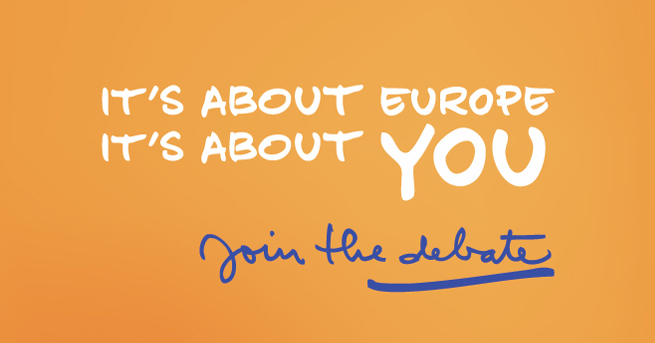 IT'S ABOUT EUROPE
IT'S ABOUT YOU
Join the debate